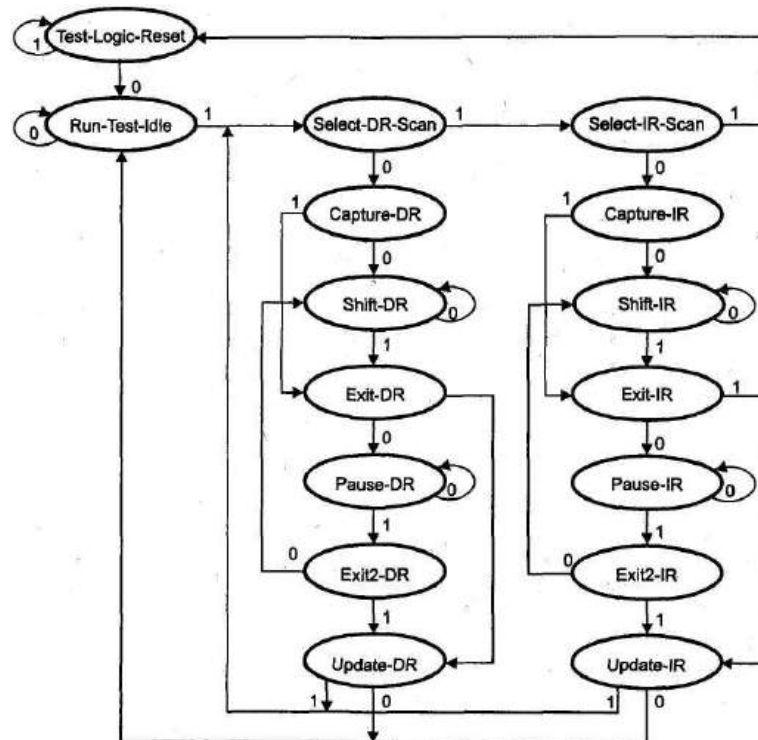 Test-Logic-Reset
1
0
Run-Test-Idle
0
1
Select-DR-Scan
1
Select-IR-Scan
1
0
0
1
Capture-DR
1
Capture-IR
0
0
Shift-DR
0
Shift-IR
0
1
1
Exit-DR
Exit-IR
1
0
0
Pause-DR
0
Pause-IR
0
1
1
0
Exit2-DR
0
Exit2-IR
1
1
Update-DR
Update-IR
1
0
1
0